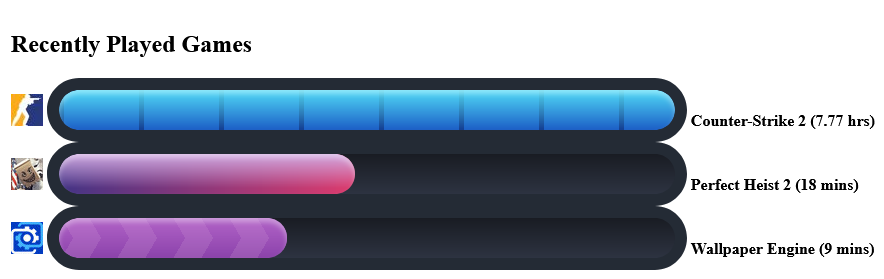 Recently Played Games
Counter-Strike 2 (7.77 hrs)
Perfect Heist 2 (18 mins)
Wallpaper Engine (9 mins)